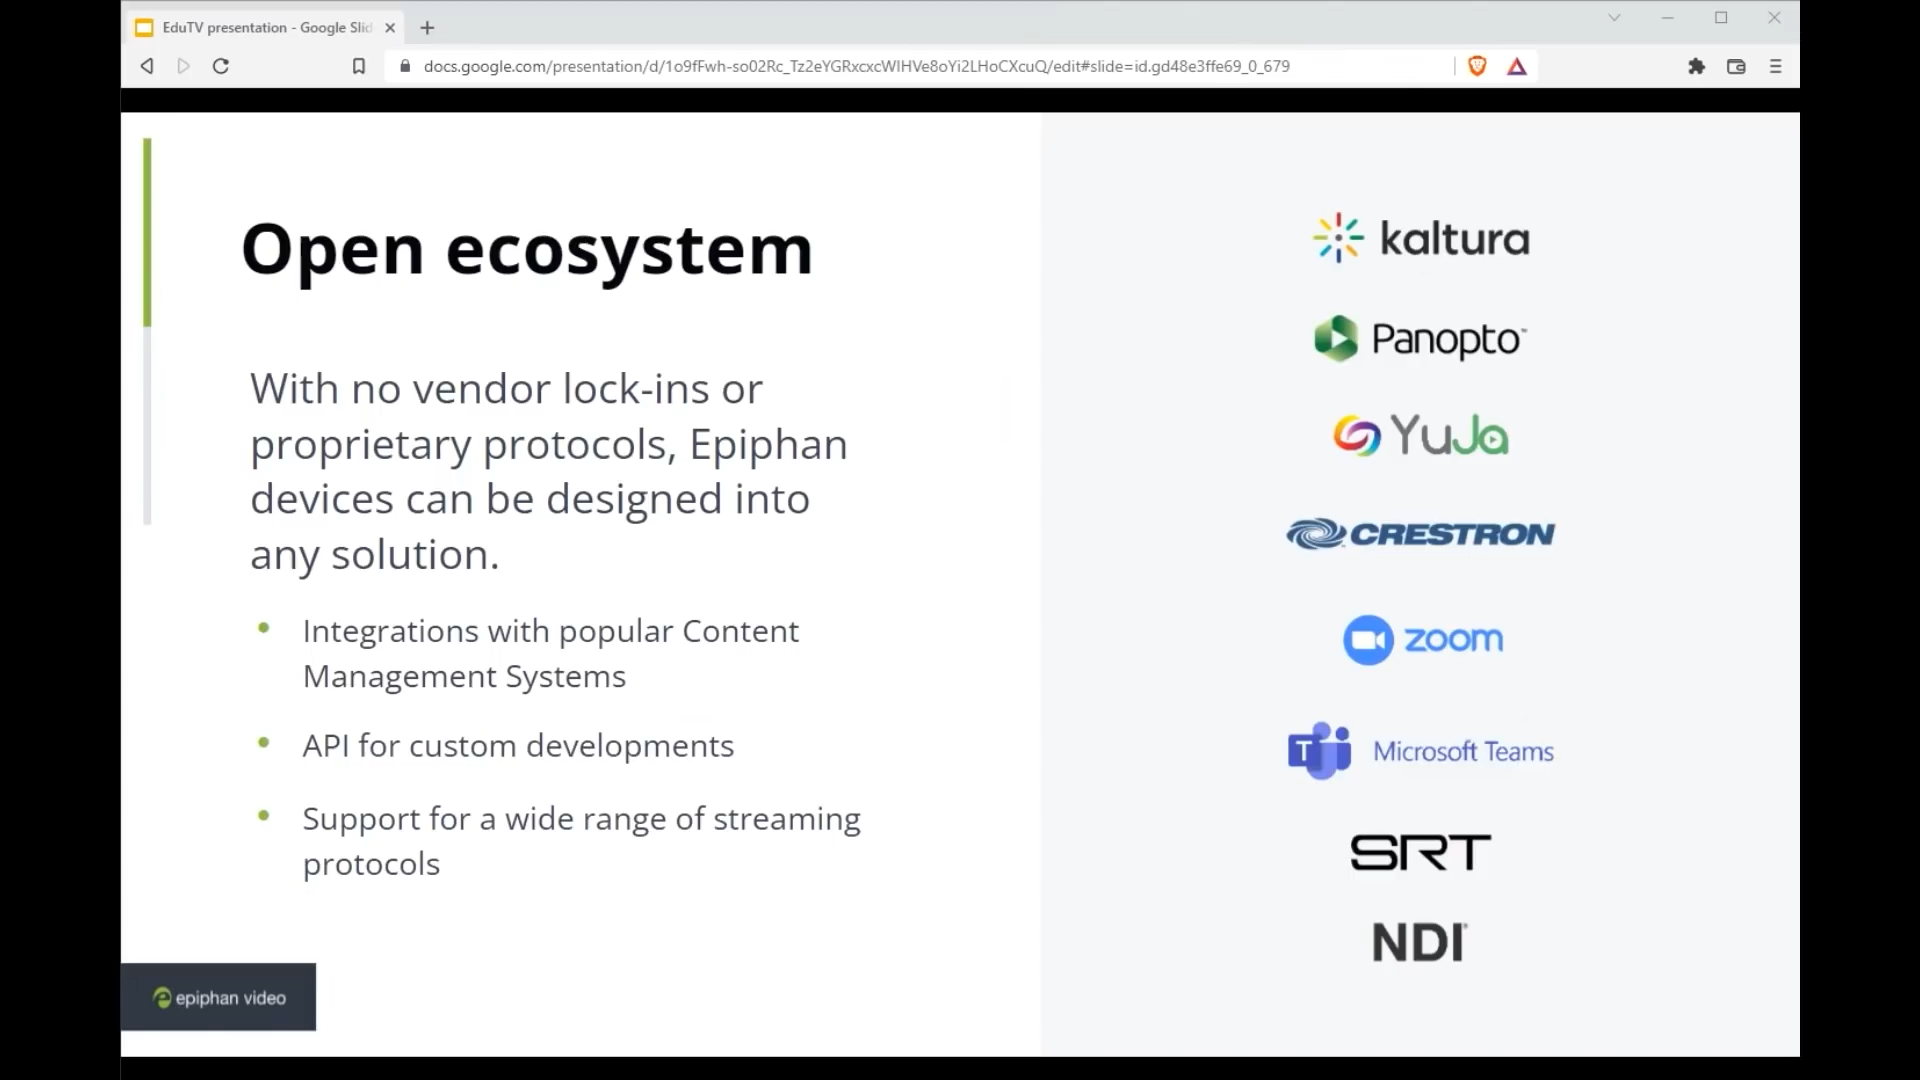 EduTV presentation - Google Slid
docs.google.com/presentation/d/1o9fFwh-so02Rc_Tz2eYGRxcxcWIHVe8oYi2LHoCXcuQ/edit#slide=id.gd48e3ffe69_0_679
Open ecosystem
With no vendor lock-ins or
proprietary protocols, Epiphan
devices can be designed into
any solution.
• Integrations with popular Content
Management Systems
• API for custom developments
• Support for a wide range of streaming
protocols
epiphan video
kaltura
Panopto™
YuJa
CRESTRON
zoom
T Microsoft Teams
SRT
NDI